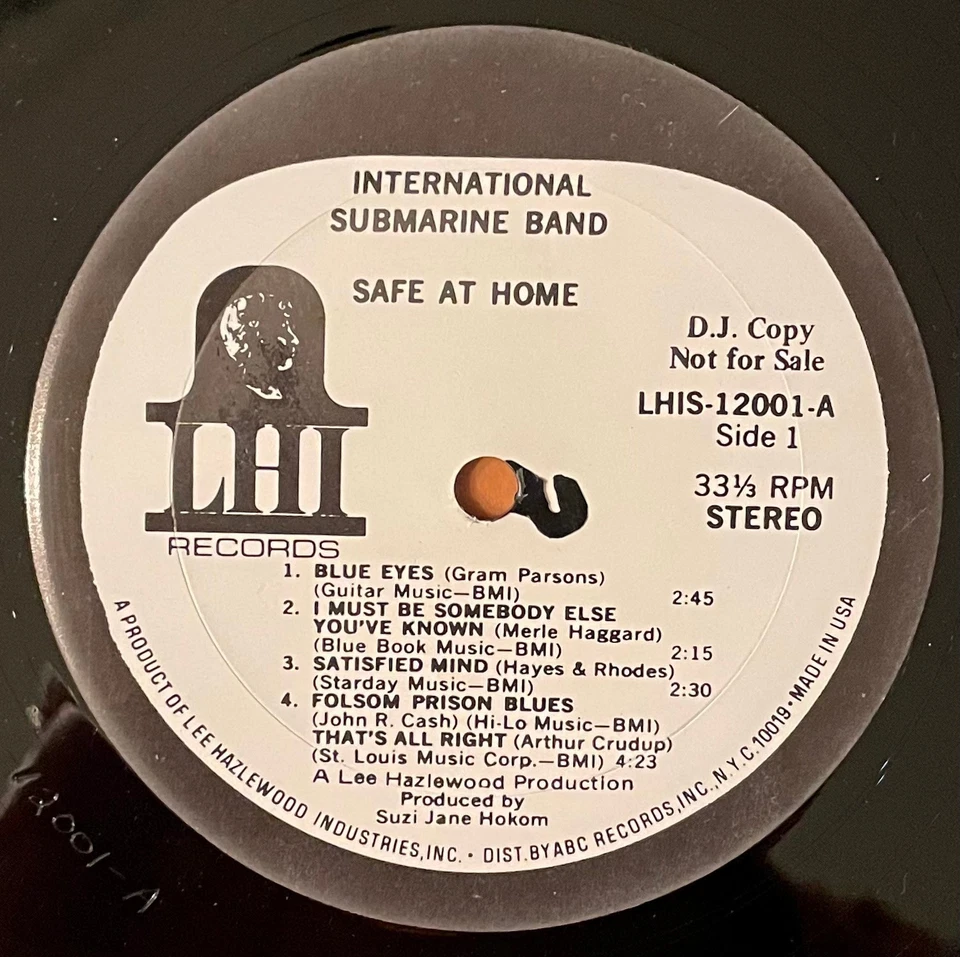 INTERNATIONAL
SUBMARINE BAND
SAFE AT HOME
D.J. Copy
Not for Sale
LHIS-12001-A
Side 1
33⅓ RPM
STEREO
LHI
RECORDS
1. BLUE EYES (Gram Parsons)
(Guitar Music—BMI) 2:45
2. I MUST BE SOMEBODY ELSE
YOU'VE KNOWN (Merle Haggard)
(Blue Book Music—BMI) 2:15
3. SATISFIED MIND (Hayes & Rhodes)
(Starday Music—BMI) 2:30
4. FOLSOM PRISON BLUES
(John R. Cash) (Hi-Lo Music—BMI)
THAT'S ALL RIGHT (Arthur Crudup)
(St. Louis Music Corp.—BMI) 4:23
A Lee Hazlewood Production
Produced by
Suzi Jane Hokom
A PRODUCT OF LEE HAZLEWOOD INDUSTRIES, INC. • DIST. BY ABC RECORDS, INC., N.Y.C. 10019 • MADE IN USA
12001-A